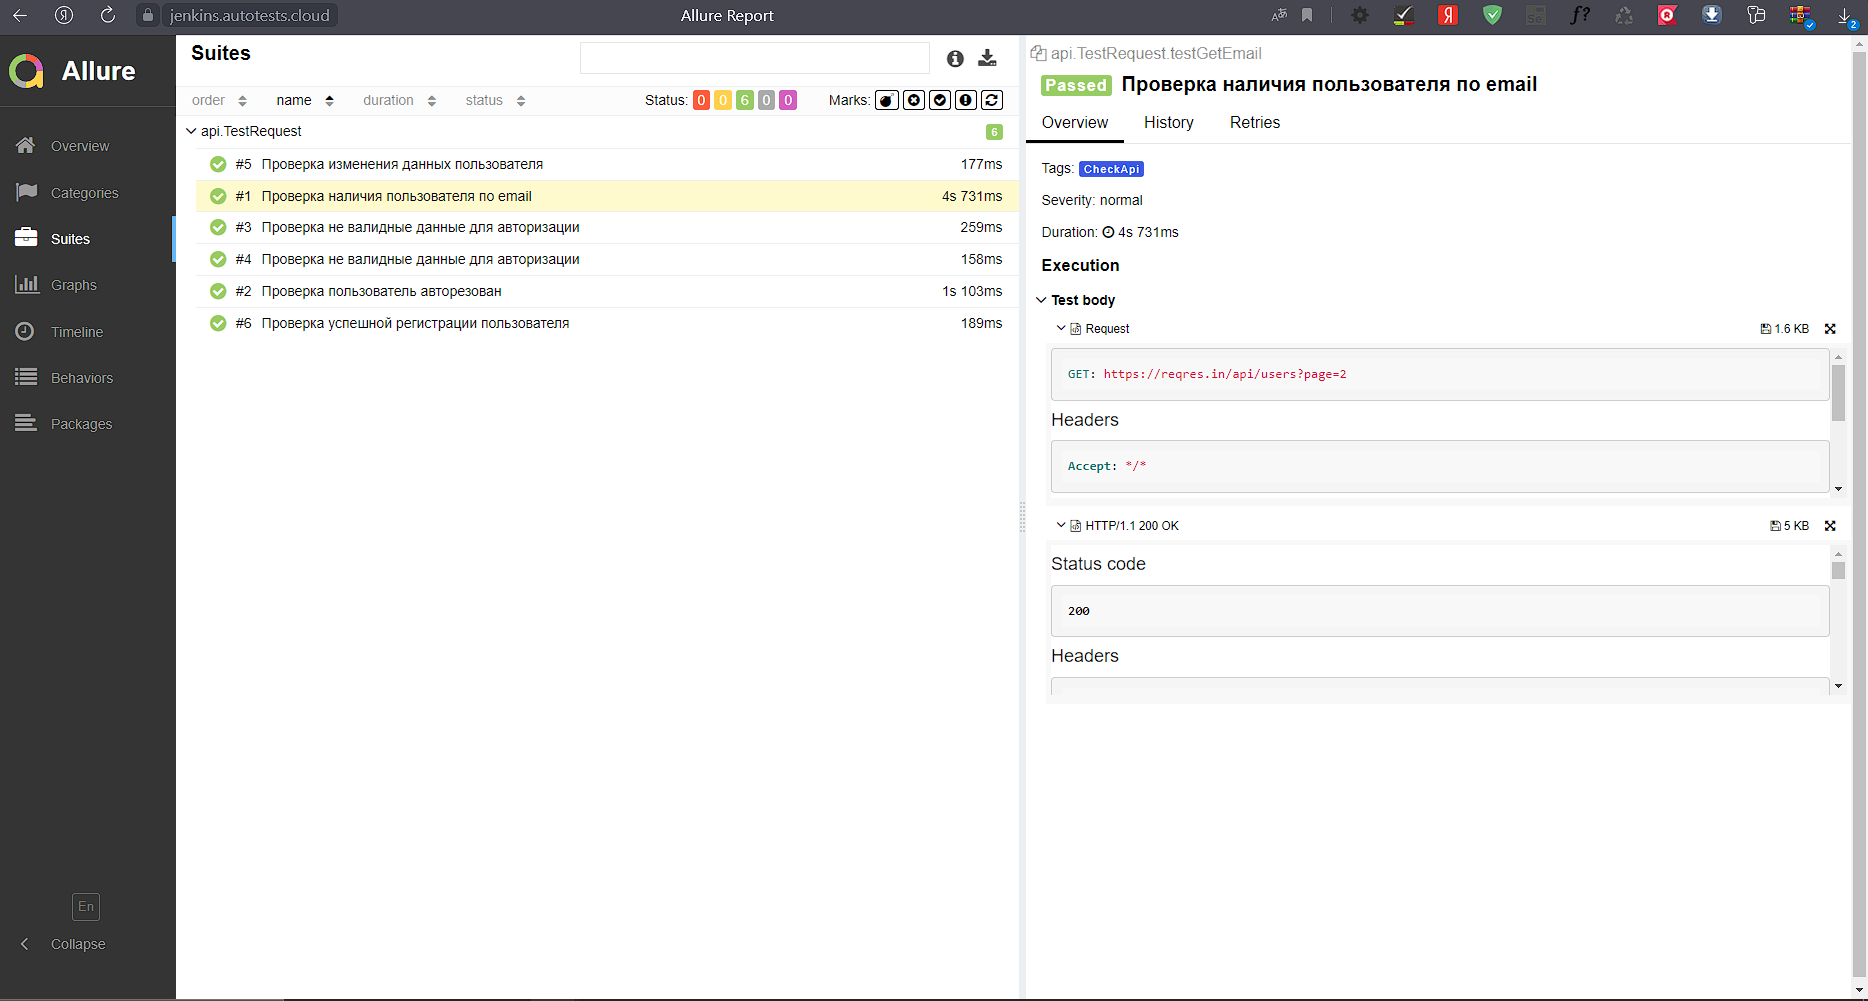 jenkins.autotests.cloud
Allure Report
Allure
Overview
Categories
Suites
Graphs
Timeline
Behaviors
Packages
En
Collapse
Suites
order name duration status Status: 0 0 6 0 0 Marks:
api.TestRequest 6
#5 Проверка изменения данных пользователя 177ms
#1 Проверка наличия пользователя по email 4s 731ms
#3 Проверка не валидные данные для авторизации 259ms
#4 Проверка не валидные данные для авторизации 158ms
#2 Проверка пользователь авторезован 1s 103ms
#6 Проверка успешной регистрации пользователя 189ms
api.TestRequest.testGetEmail
Passed Проверка наличия пользователя по email
Overview History Retries
Tags: CheckApi
Severity: normal
Duration: 4s 731ms
Execution
Test body
Request 1.6 KB
GET: https://reqres.in/api/users?page=2
Headers
Accept: */*
HTTP/1.1 200 OK 5 KB
Status code
200
Headers